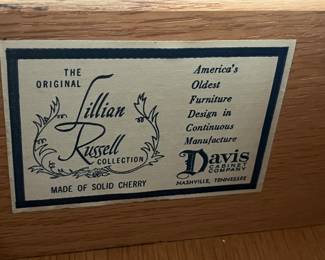 THE
ORIGINAL
Lillian
Russell
COLLECTION
MADE OF SOLID CHERRY
America's
Oldest
Furniture
Design in
Continuous
Manufacture
Davis
CABINET
COMPANY
NASHVILLE, TENNESSEE